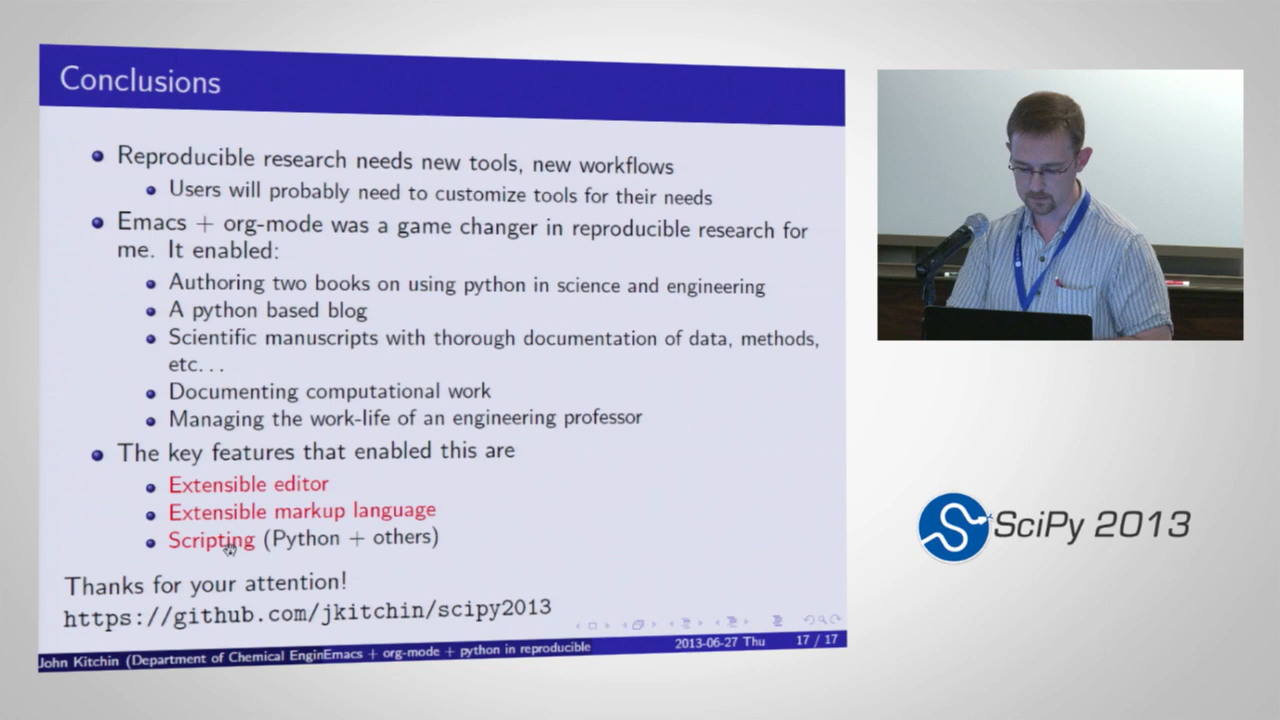 Conclusions
Reproducible research needs new tools, new workflows
Users will probably need to customize tools for their needs
Emacs + org-mode was a game changer in reproducible research for
me. It enabled:
Authoring two books on using python in science and engineering
A python based blog
Scientific manuscripts with thorough documentation of data, methods,
etc...
Documenting computational work
Managing the work-life of an engineering professor
The key features that enabled this are
Extensible editor
Extensible markup language
Scripting (Python + others)
Thanks for your attention!
https://github.com/jkitchin/scipy2013
John Kitchin (Department of Chemical EnginEmacs + org-mode + python in reproducible
2013-06-27 Thu 17 / 17
SciPy 2013